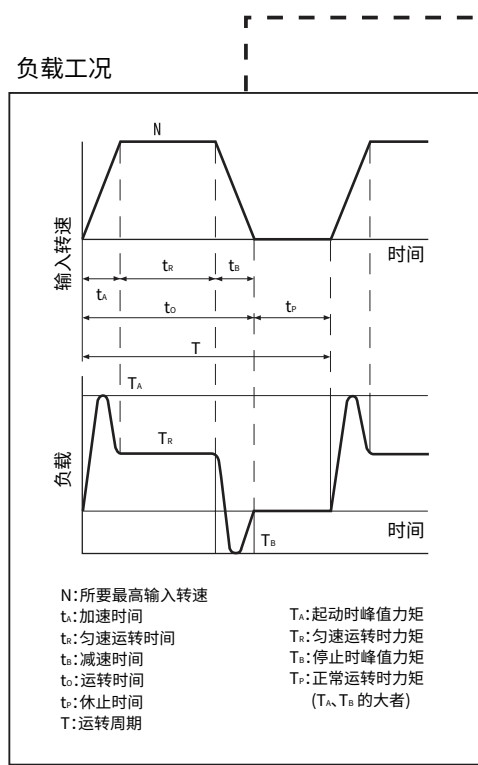 负载工况
N
输入转速
时间
tA
tR
tB
tO
tP
T
TA
TR
负载
时间
TB
N:所要最高输入转速
tA:加速时间
tR:匀速运转时间
tB:减速时间
tO:运转时间
tP:休止时间
T:运转周期
TA:起动时峰值力矩
TR:匀速运转时力矩
TB:停止时峰值力矩
TP:正常运转时力矩
(TA、TB 的大者)